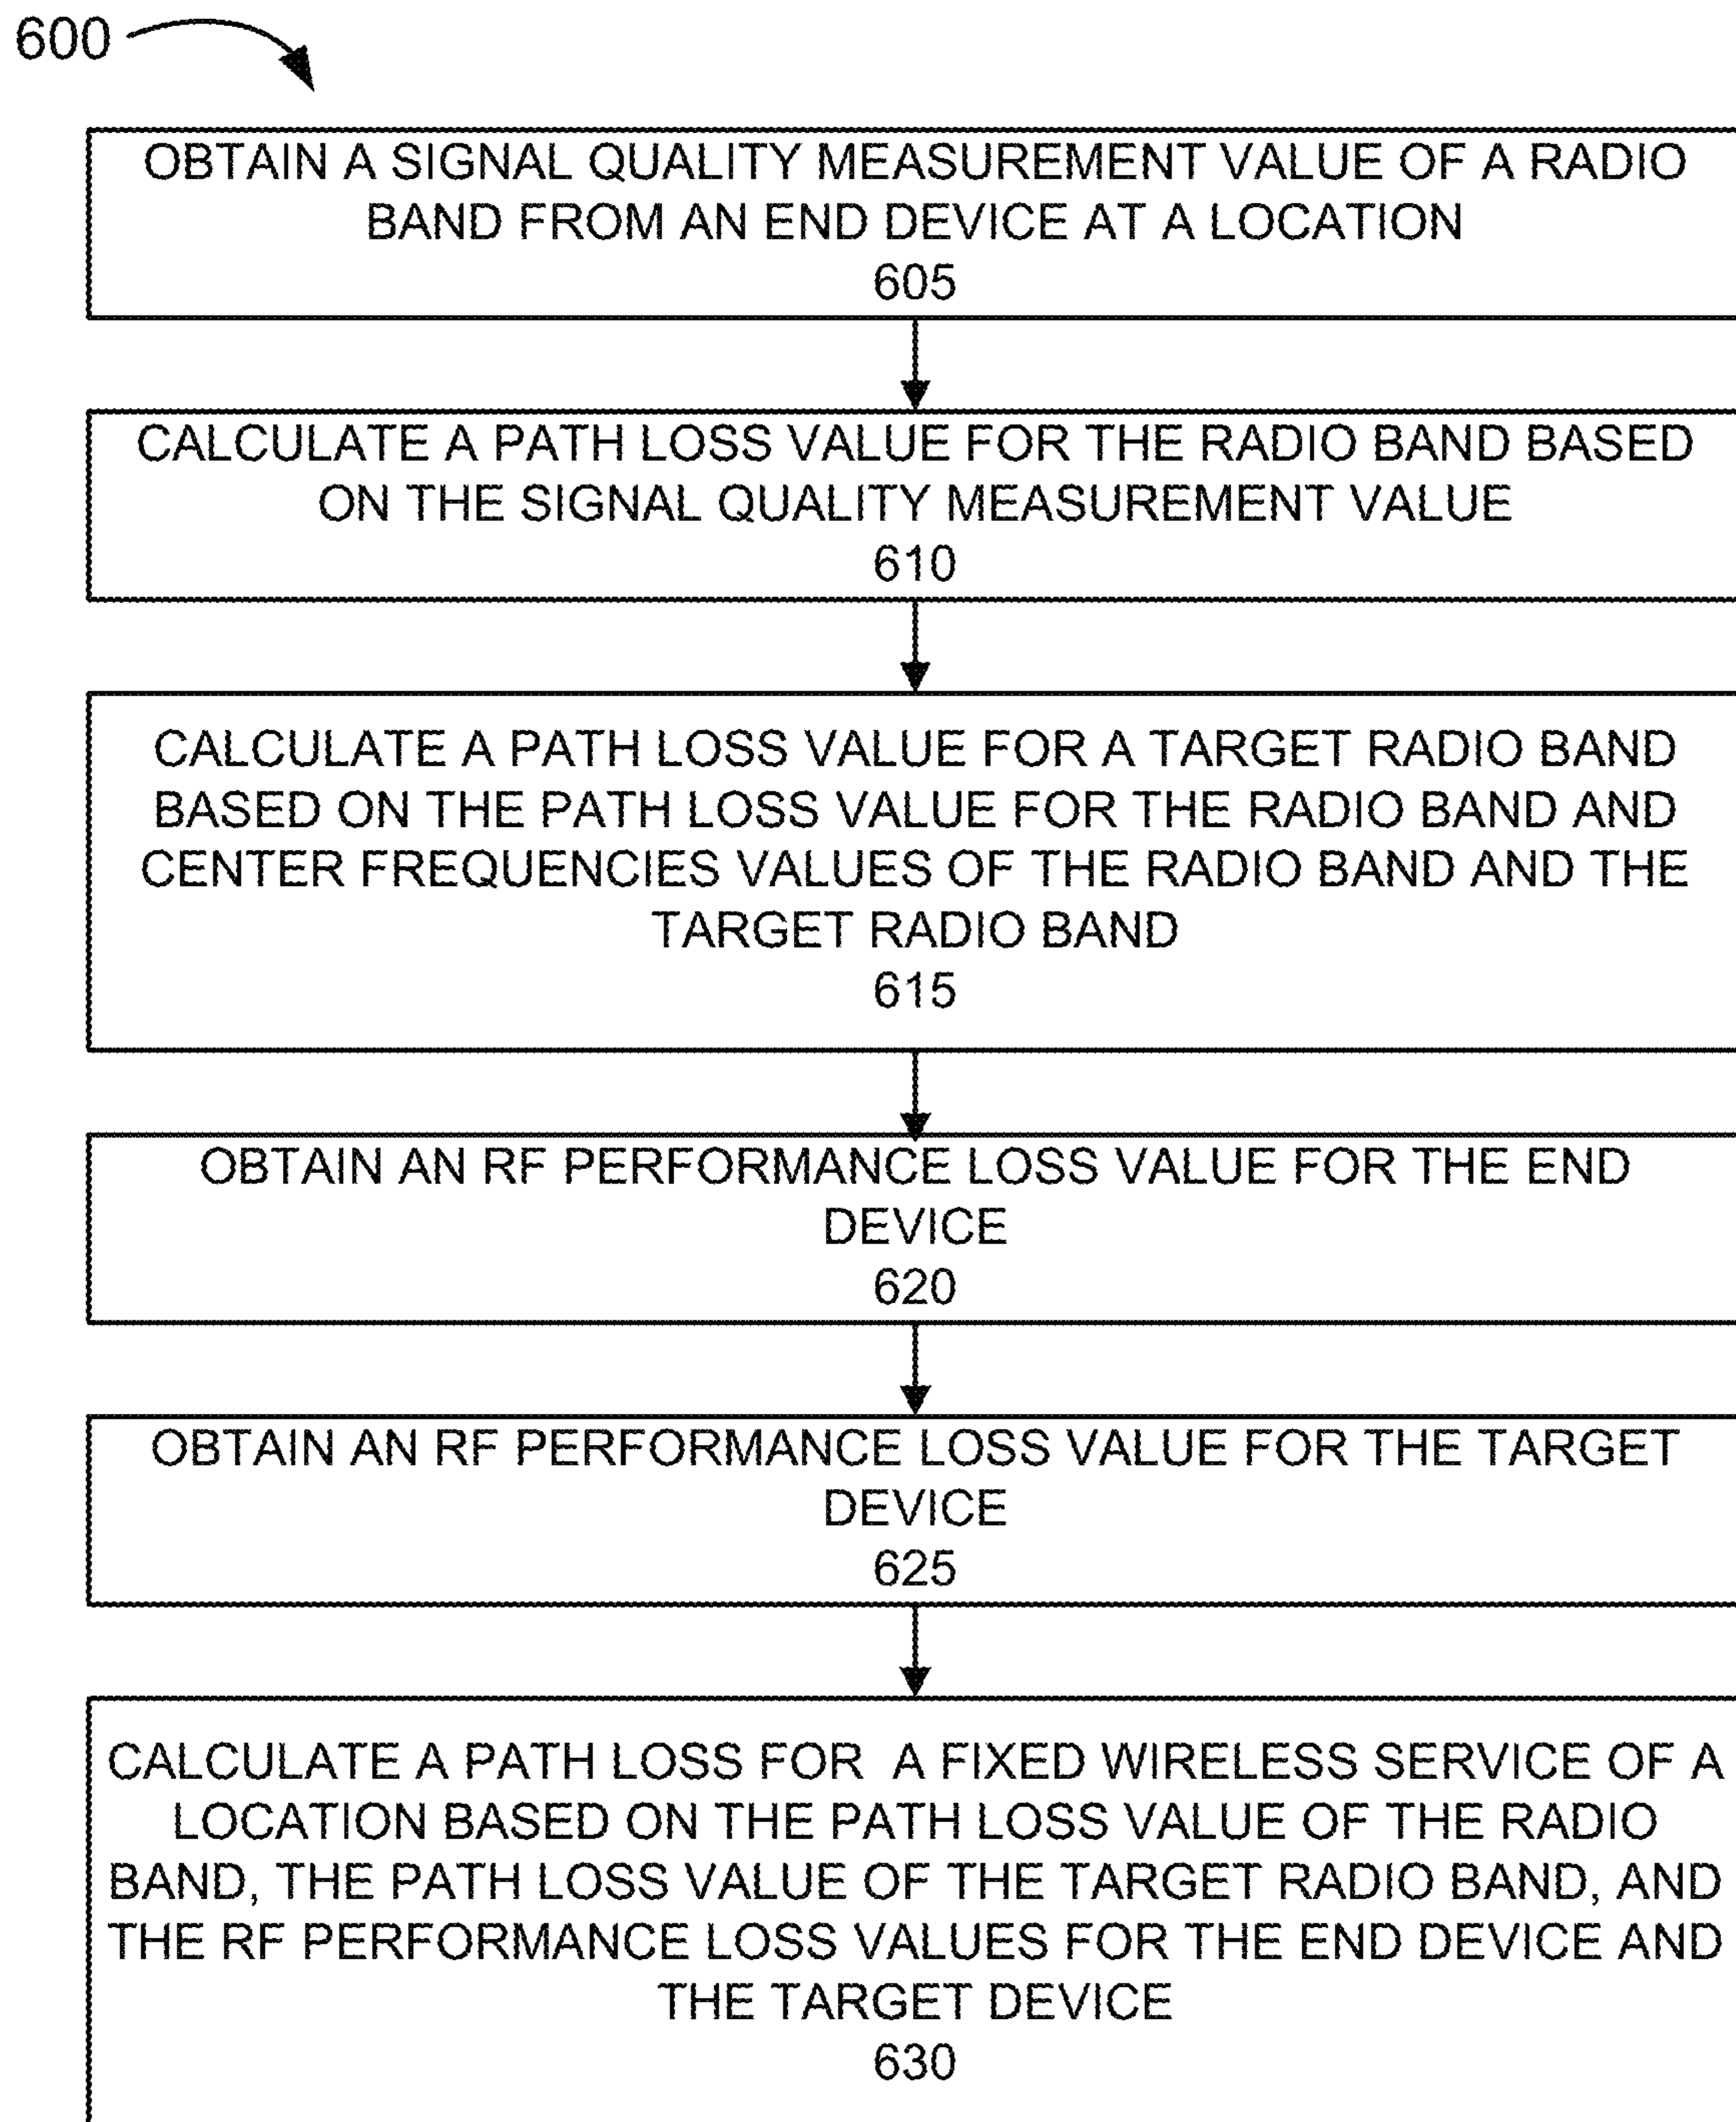 600
OBTAIN A SIGNAL QUALITY MEASUREMENT VALUE OF A RADIO
BAND FROM AN END DEVICE AT A LOCATION
605
CALCULATE A PATH LOSS VALUE FOR THE RADIO BAND BASED
ON THE SIGNAL QUALITY MEASUREMENT VALUE
610
CALCULATE A PATH LOSS VALUE FOR A TARGET RADIO BAND
BASED ON THE PATH LOSS VALUE FOR THE RADIO BAND AND
CENTER FREQUENCIES VALUES OF THE RADIO BAND AND THE
TARGET RADIO BAND
615
OBTAIN AN RF PERFORMANCE LOSS VALUE FOR THE END
DEVICE
620
OBTAIN AN RF PERFORMANCE LOSS VALUE FOR THE TARGET
DEVICE
625
CALCULATE A PATH LOSS FOR A FIXED WIRELESS SERVICE OF A
LOCATION BASED ON THE PATH LOSS VALUE OF THE RADIO
BAND, THE PATH LOSS VALUE OF THE TARGET RADIO BAND, AND
THE RF PERFORMANCE LOSS VALUES FOR THE END DEVICE AND
THE TARGET DEVICE
630